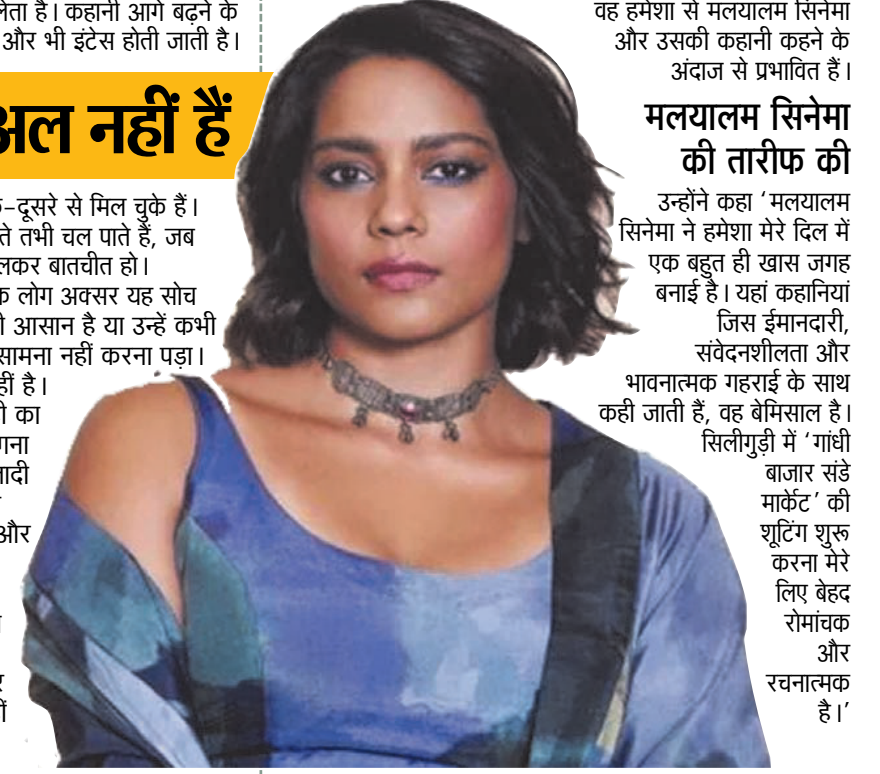 लेता है। कहानी आगे बढ़ने के
और भी इंटेस होती जाती है।
नहीं हैं
-दूसरे से मिल चुके हैं।
तभी चल पाते हैं, जब
बातचीत हो।
लोग अक्सर यह सोच
आसान है या उन्हें कभी
सामना नहीं करना पड़ा।
है।
का
और
वह हमेशा से मलयालम सिनेमा
और उसकी कहानी कहने के
अंदाज से प्रभावित हैं।
मलयालम सिनेमा
की तारीफ की
उन्होंने कहा ‘मलयालम
सिनेमा ने हमेशा मेरे दिल में
एक बहुत ही खास जगह
बनाई है। यहां कहानियां
जिस ईमानदारी,
संवेदनशीलता और
भावनात्मक गहराई के साथ
कही जाती हैं, वह बेमिसाल है।
सिलीगुड़ी में ‘गांधी
बाजार संडे
मार्केट’ की
शूटिंग शुरू
करना मेरे
लिए बेहद
रोमांचक
और
रचनात्मक
है।’